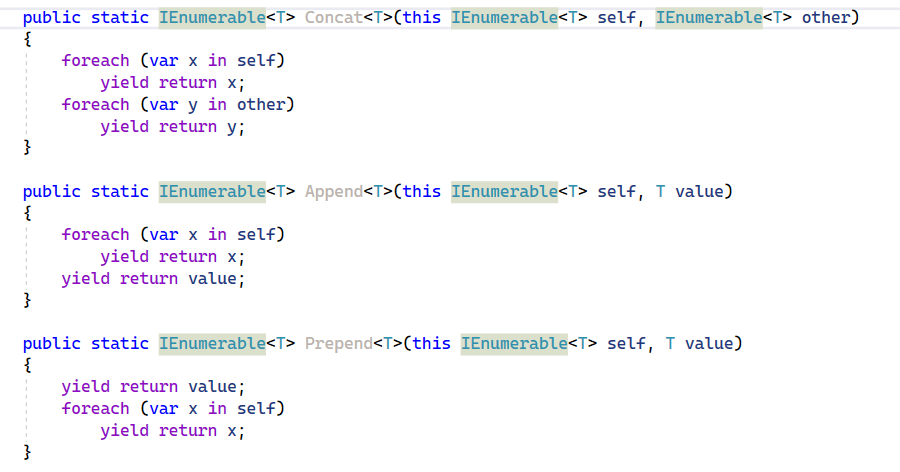 public static IEnumerable<T> Concat<T>(this IEnumerable<T> self, IEnumerable<T> other)
{
    foreach (var x in self)
        yield return x;
    foreach (var y in other)
        yield return y;
}

public static IEnumerable<T> Append<T>(this IEnumerable<T> self, T value)
{
    foreach (var x in self)
        yield return x;
    yield return value;
}

public static IEnumerable<T> Prepend<T>(this IEnumerable<T> self, T value)
{
    yield return value;
    foreach (var x in self)
        yield return x;
}